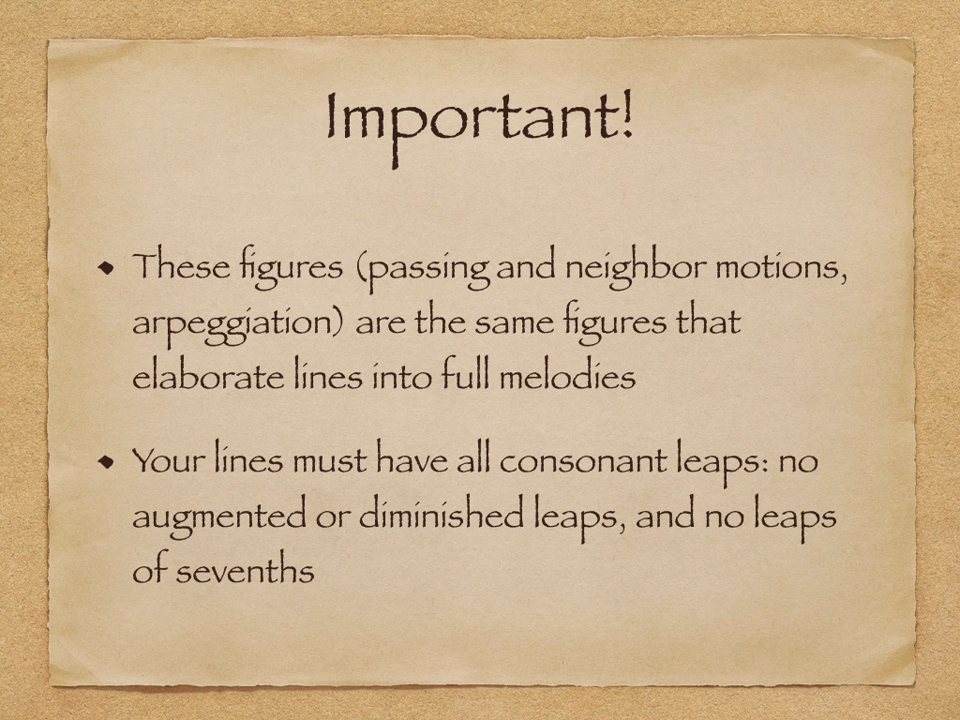 Important!
• These figures (passing and neighbor motions,
arpeggiation) are the same figures that
elaborate lines into full melodies
• Your lines must have all consonant leaps: no
augmented or diminished leaps, and no leaps
of sevenths